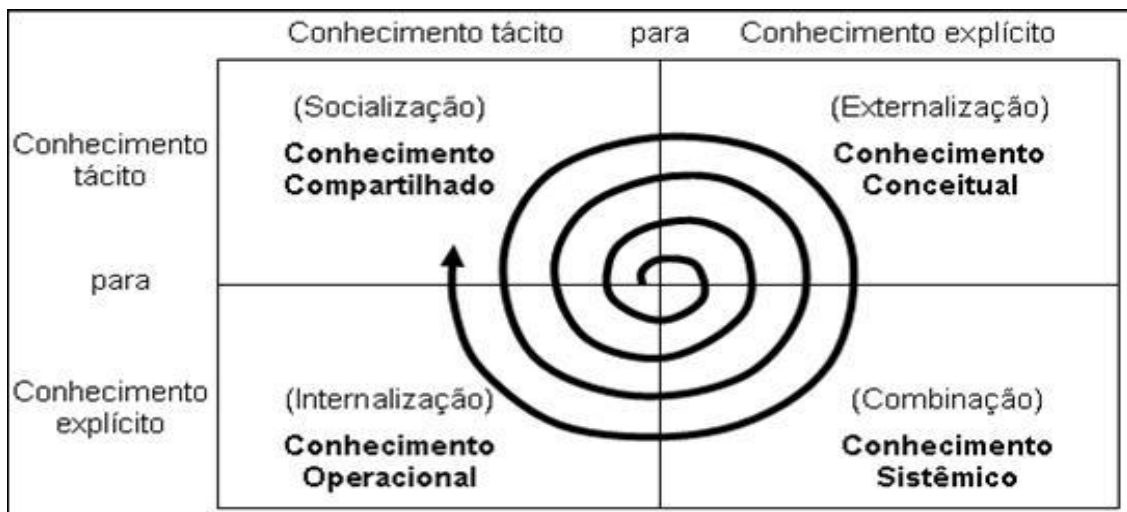 Conhecimento tácito para Conhecimento explícito
Conhecimento
tácito
para
Conhecimento
explícito
(Socialização)
Conhecimento
Compartilhado
(Externalização)
Conhecimento
Conceitual
(Internalização)
Conhecimento
Operacional
(Combinação)
Conhecimento
Sistêmico